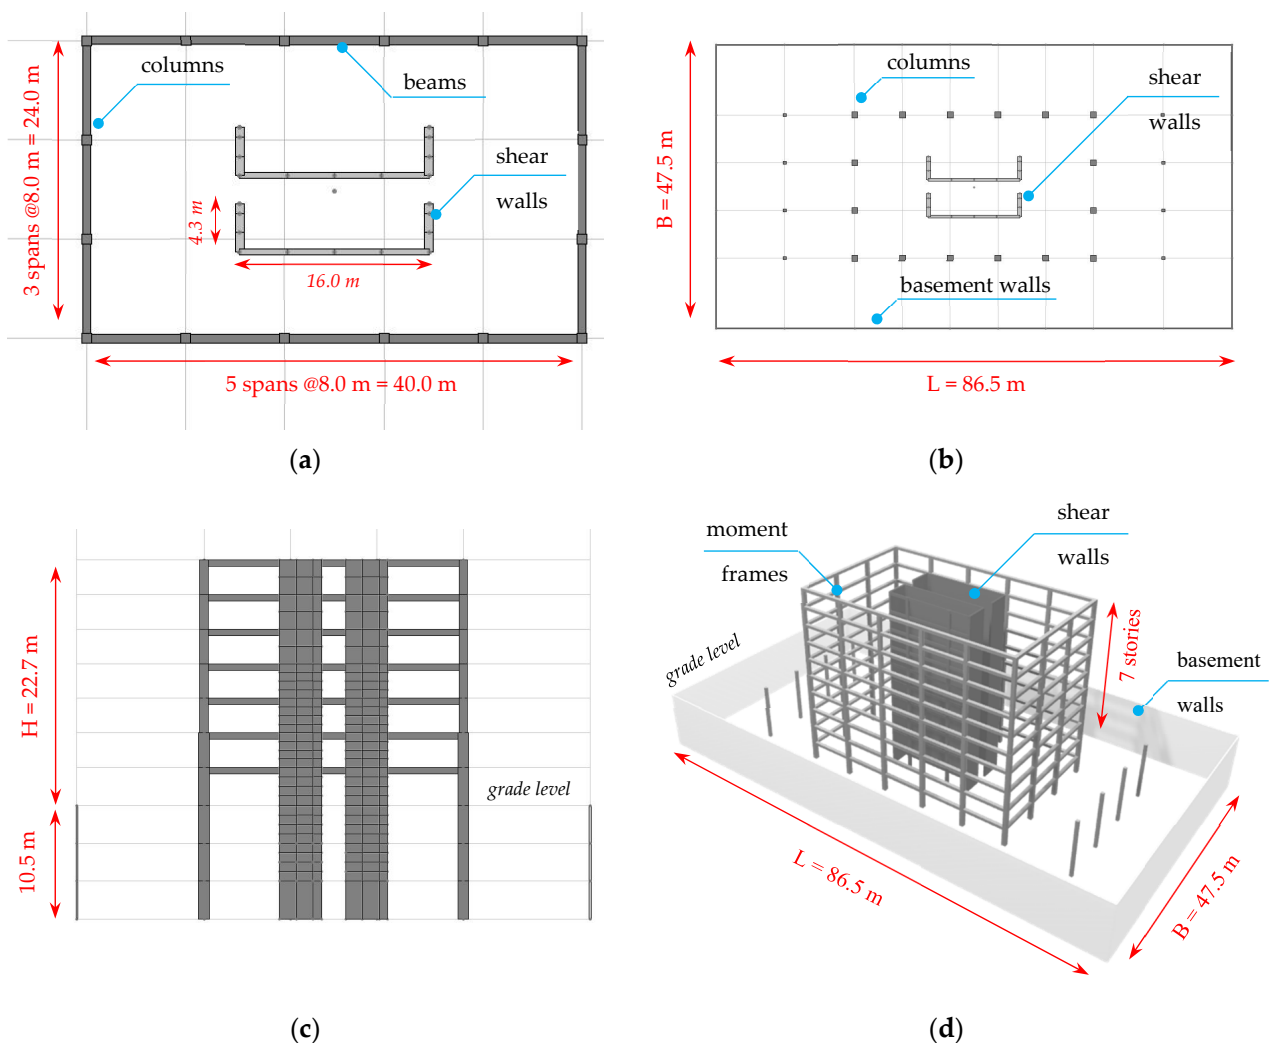 columns
beams
shear
walls
3 spans @8.0 m = 24.0 m
4.3 m
16.0 m
5 spans @8.0 m = 40.0 m
(a)
columns
shear
walls
B = 47.5 m
basement walls
L = 86.5 m
(b)
H = 22.7 m
grade level
10.5 m
(c)
moment
frames
shear
walls
grade level
7 stories
basement
walls
L = 86.5 m
B = 47.5 m
(d)